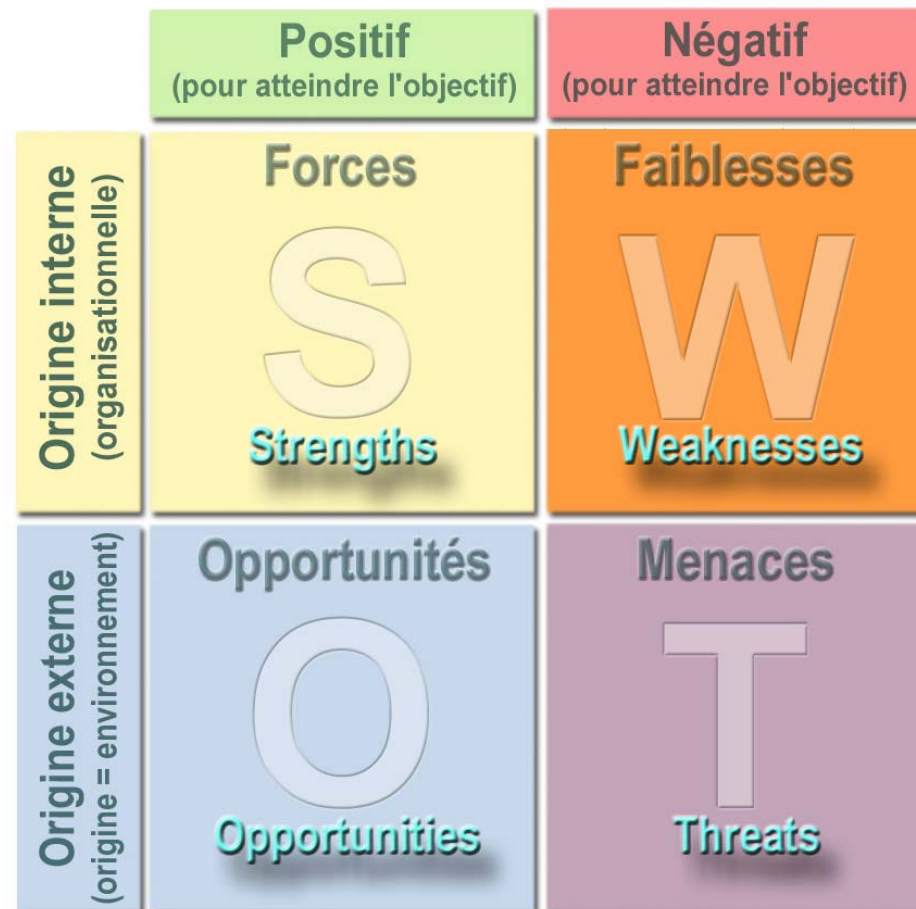 Positif
(pour atteindre l'objectif)
Négatif
(pour atteindre l'objectif)
Origine interne
(organisationnelle)
Forces
S
Strengths
Faiblesses
W
Weaknesses
Origine externe
(origine = environnement)
Opportunités
O
Opportunities
Menaces
T
Threats